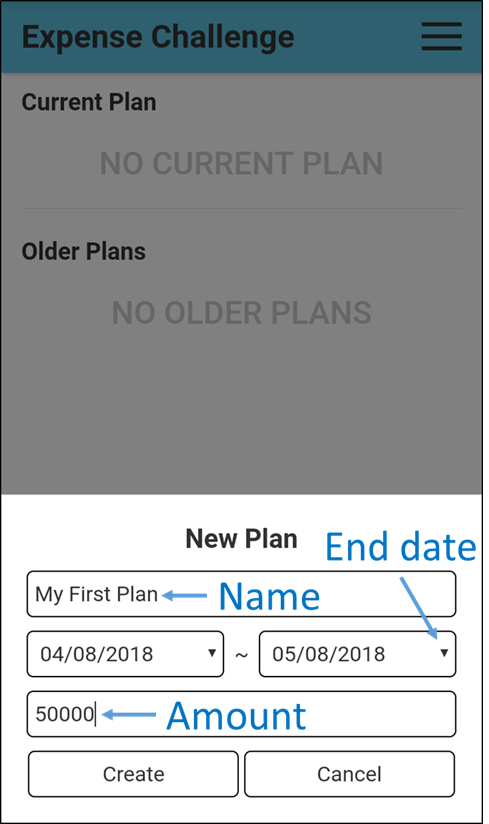 Expense Challenge
Current Plan
NO CURRENT PLAN
Older Plans
NO OLDER PLANS
New Plan
End date
My First Plan Name
04/08/2018 ~ 05/08/2018
50000 Amount
Create Cancel